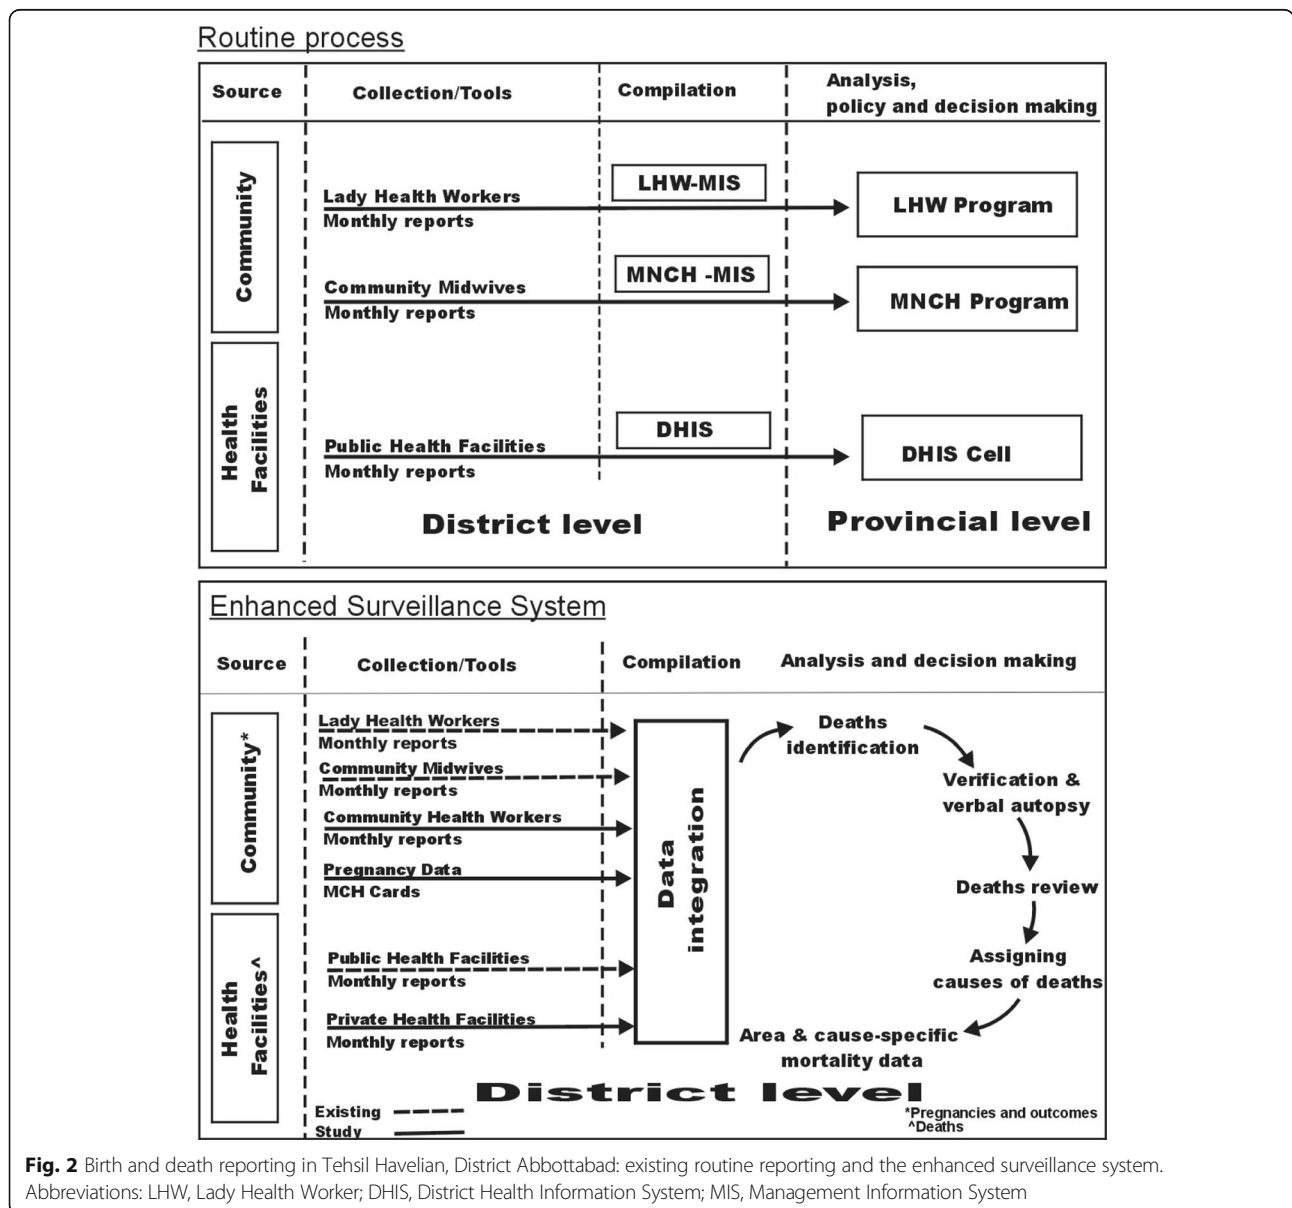 Routine process
Source
Collection/Tools
Compilation
Analysis,
policy and decision making
Community
Lady Health Workers
Monthly reports
LHW-MIS
LHW Program
Community Midwives
Monthly reports
MNCH -MIS
MNCH Program
Health
Facilities
Public Health Facilities
Monthly reports
DHIS
DHIS Cell
District level
Provincial level
Enhanced Surveillance System
Source
Collection/Tools
Compilation
Analysis and decision making
Community*
Lady Health Workers
Monthly reports
Community Midwives
Monthly reports
Community Health Workers
Monthly reports
Pregnancy Data
MCH Cards
Health
Facilities^
Public Health Facilities
Monthly reports
Private Health Facilities
Monthly reports
Data
integration
Deaths
identification
Verification &
verbal autopsy
Deaths review
Assigning
causes of deaths
Area & cause-specific
mortality data
District level
Existing
Study
*Pregnancies and outcomes
^Deaths
Fig. 2 Birth and death reporting in Tehsil Havelian, District Abbottabad: existing routine reporting and the enhanced surveillance system.
Abbreviations: LHW, Lady Health Worker; DHIS, District Health Information System; MIS, Management Information System